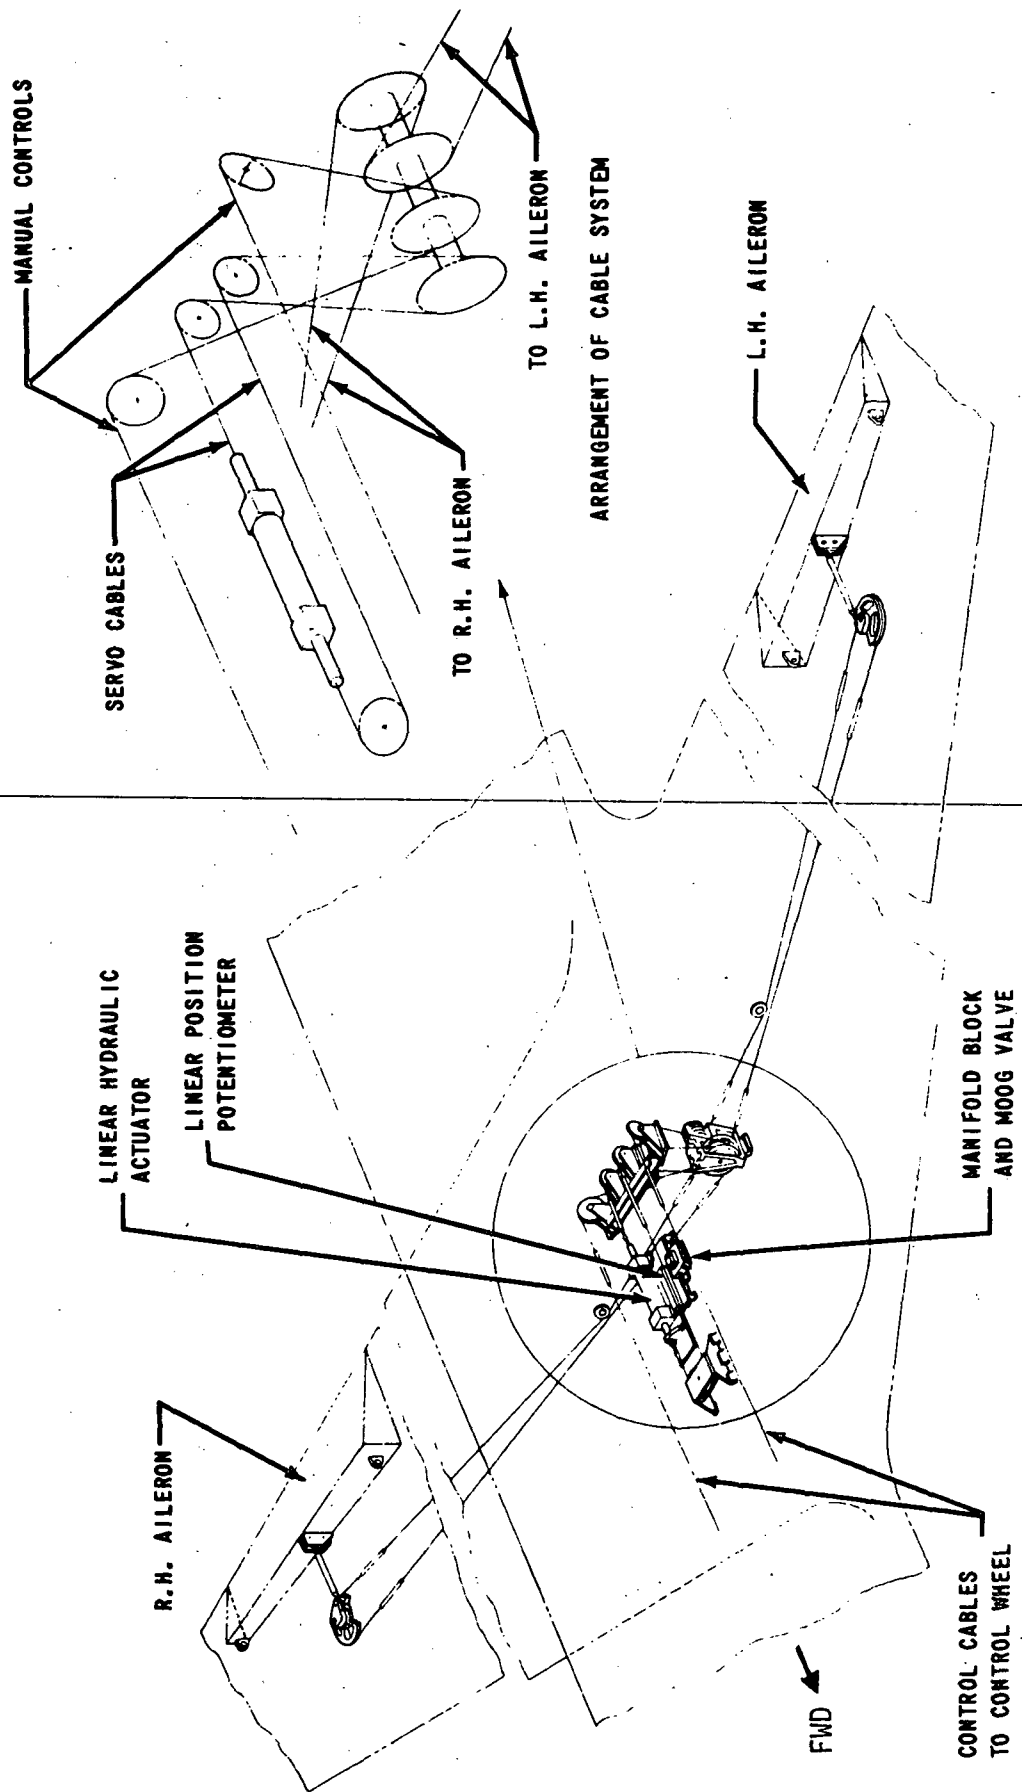 MANUAL CONTROLS
SERVO CABLES
TO R.H. AILERON
TO L.H. AILERON
ARRANGEMENT OF CABLE SYSTEM
LINEAR HYDRAULIC
ACTUATOR
LINEAR POSITION
POTENTIOMETER
R.H. AILERON
L.H. AILERON
MANIFOLD BLOCK
AND MOOG VALVE
FWD
CONTROL CABLES
TO CONTROL WHEEL